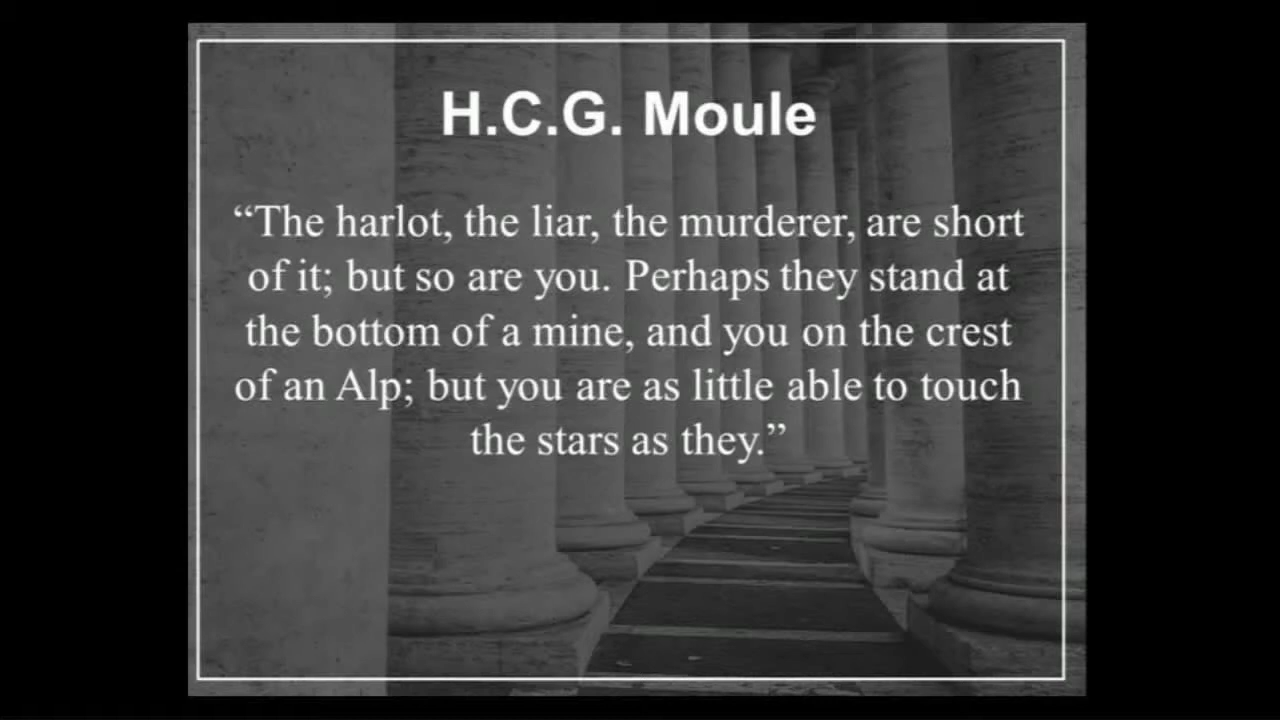 H.C.G. Moule
“The harlot, the liar, the murderer, are short
of it; but so are you. Perhaps they stand at
the bottom of a mine, and you on the crest
of an Alp; but you are as little able to touch
the stars as they.”